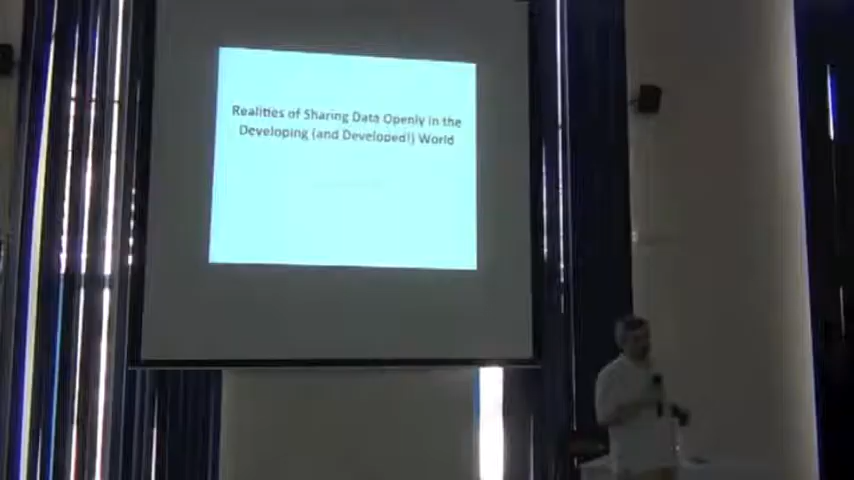 Realities of Sharing Data Openly in the
Developing (and Developed!) World